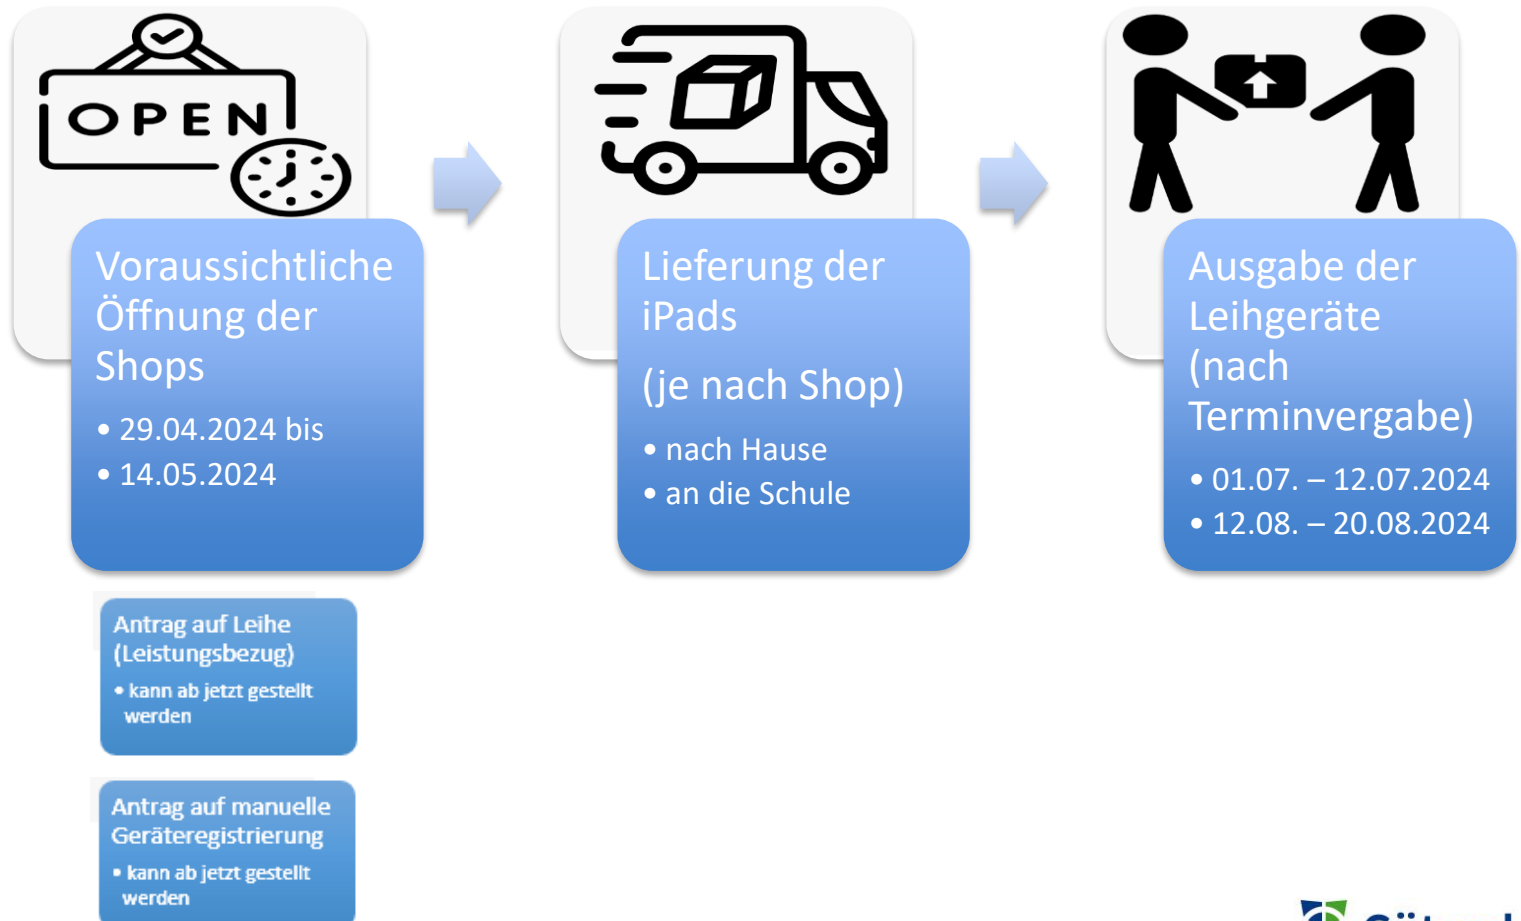 OPEN
Voraussichtliche
Öffnung der
Shops
• 29.04.2024 bis
• 14.05.2024
Lieferung der
iPads
(je nach Shop)
• nach Hause
• an die Schule
Ausgabe der
Leihgeräte
(nach
Terminvergabe)
• 01.07. – 12.07.2024
• 12.08. – 20.08.2024
Antrag auf Leihe
(Leistungsbezug)
• kann ab jetzt gestellt
werden
Antrag auf manuelle
Geräteregistrierung
• kann ab jetzt gestellt
werden